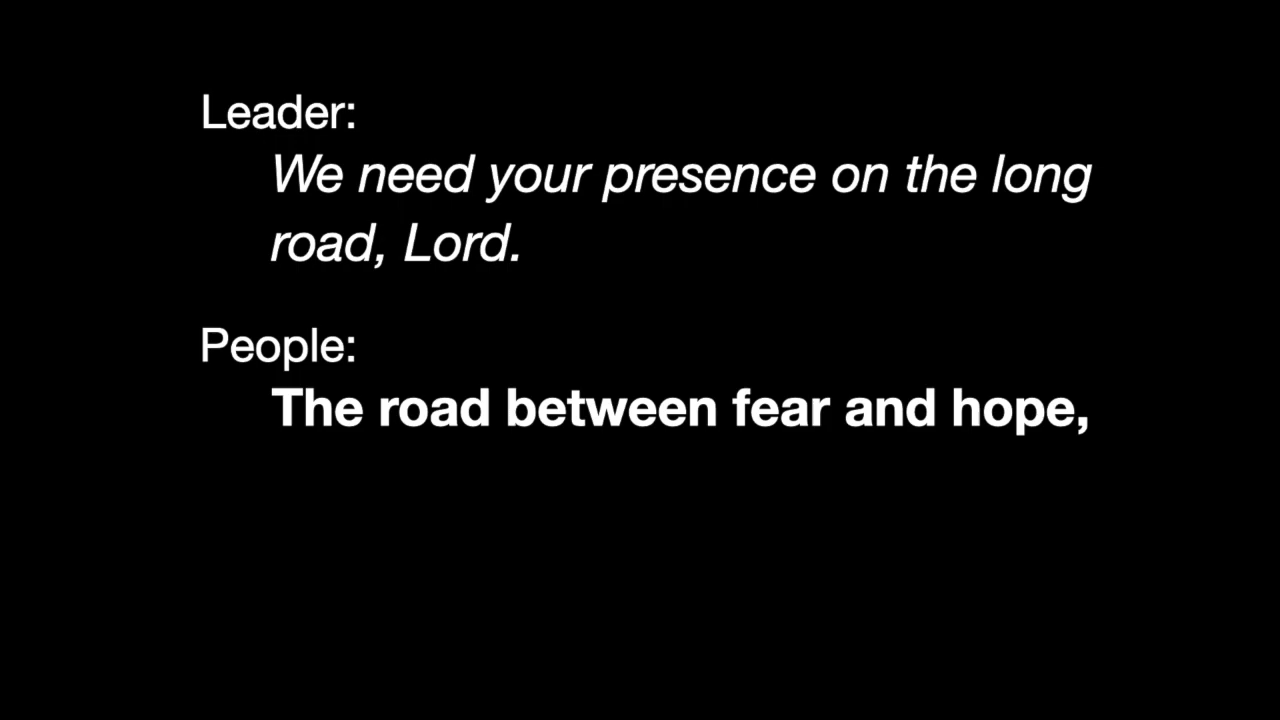 Leader:
We need your presence on the long
road, Lord.
People:
The road between fear and hope,